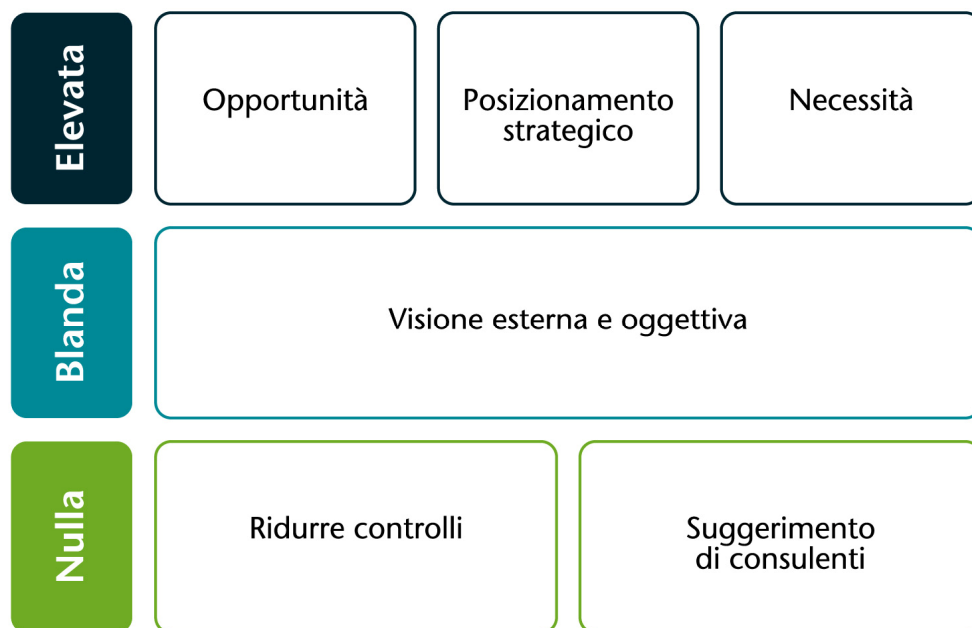 Elevata
Opportunità
Posizionamento
strategico
Necessità
Blanda
Visione esterna e oggettiva
Nulla
Ridurre controlli
Suggerimento
di consulenti